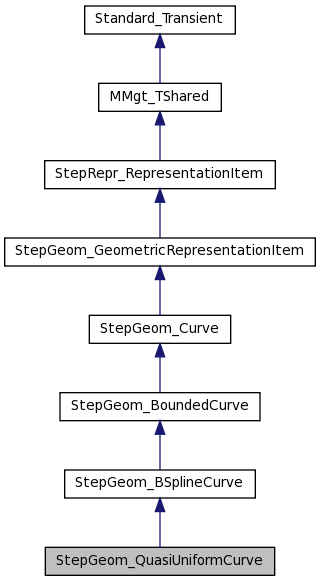 Standard_Transient
MMgt_TShared
StepRepr_RepresentationItem
StepGeom_GeometricRepresentationItem
StepGeom_Curve
StepGeom_BoundedCurve
StepGeom_BSplineCurve
StepGeom_QuasiUniformCurve